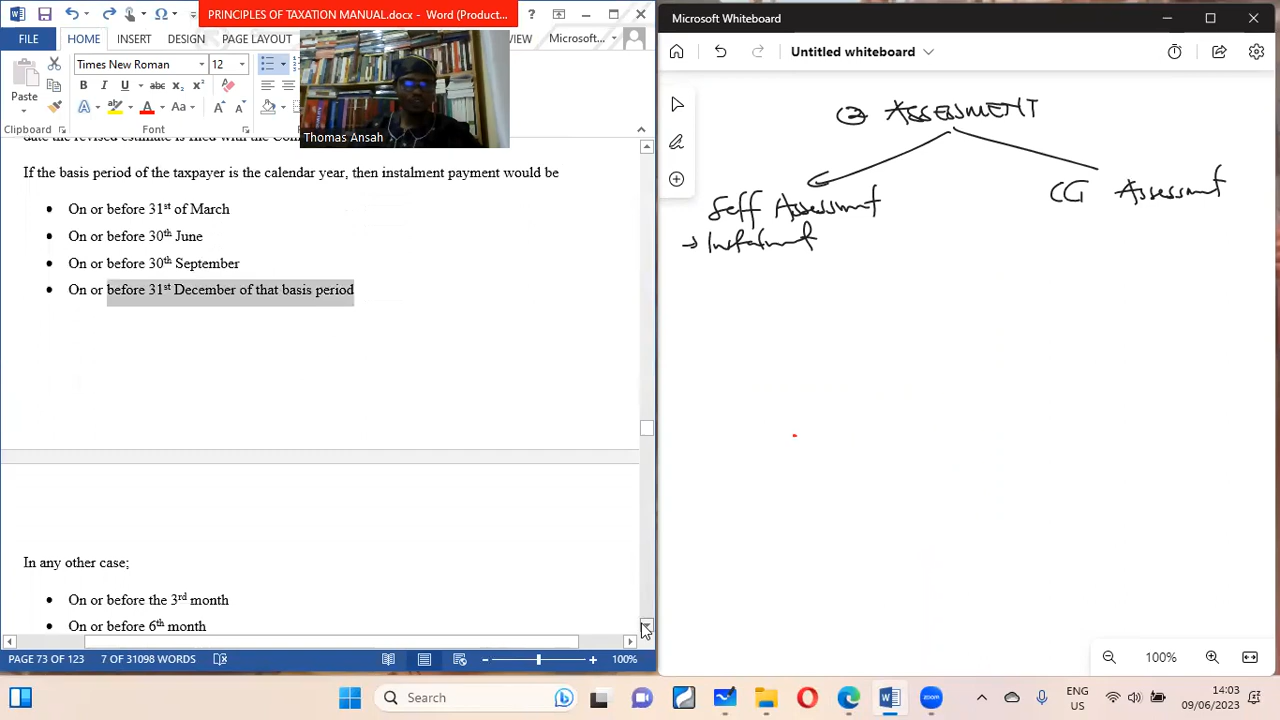 PRINCIPLES OF TAXATION MANUAL.docx - Word (Product...
FILE HOME INSERT DESIGN PAGE LAYOUT VIEW Microsoft...
Paste
Times New Roman 12
B I U abc
Aa
Clipboard Font
Thomas Ansah
If the basis period of the taxpayer is the calendar year, then instalment payment would be
• On or before 31st of March
• On or before 30th June
• On or before 30th September
• On or before 31st December of that basis period
In any other case;
• On or before the 3rd month
• On or before 6th month
PAGE 73 OF 123 7 OF 31098 WORDS 100%
Microsoft Whiteboard
Untitled whiteboard
② ASSESSMENT
Self Assessment
CG Assessment
→ Instalment
100%
Search
ENG
US
14:03
09/06/2023
zoom